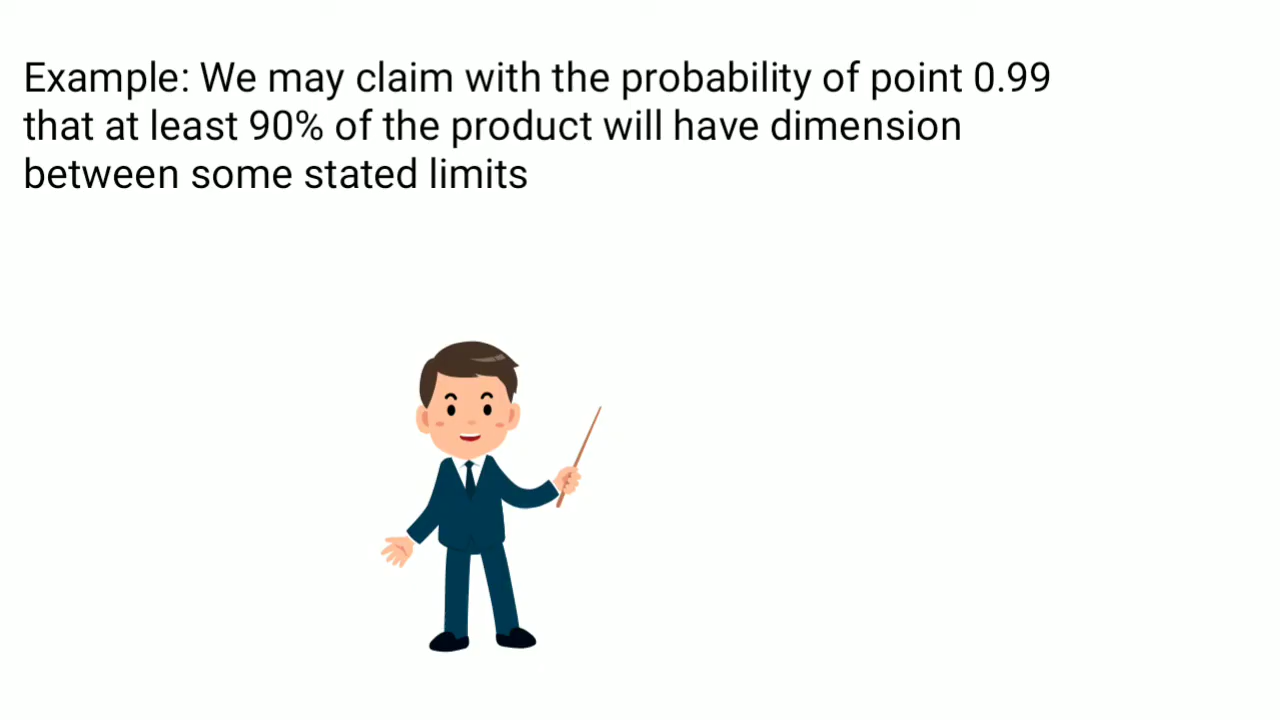 Example: We may claim with the probability of point 0.99
that at least 90% of the product will have dimension
between some stated limits